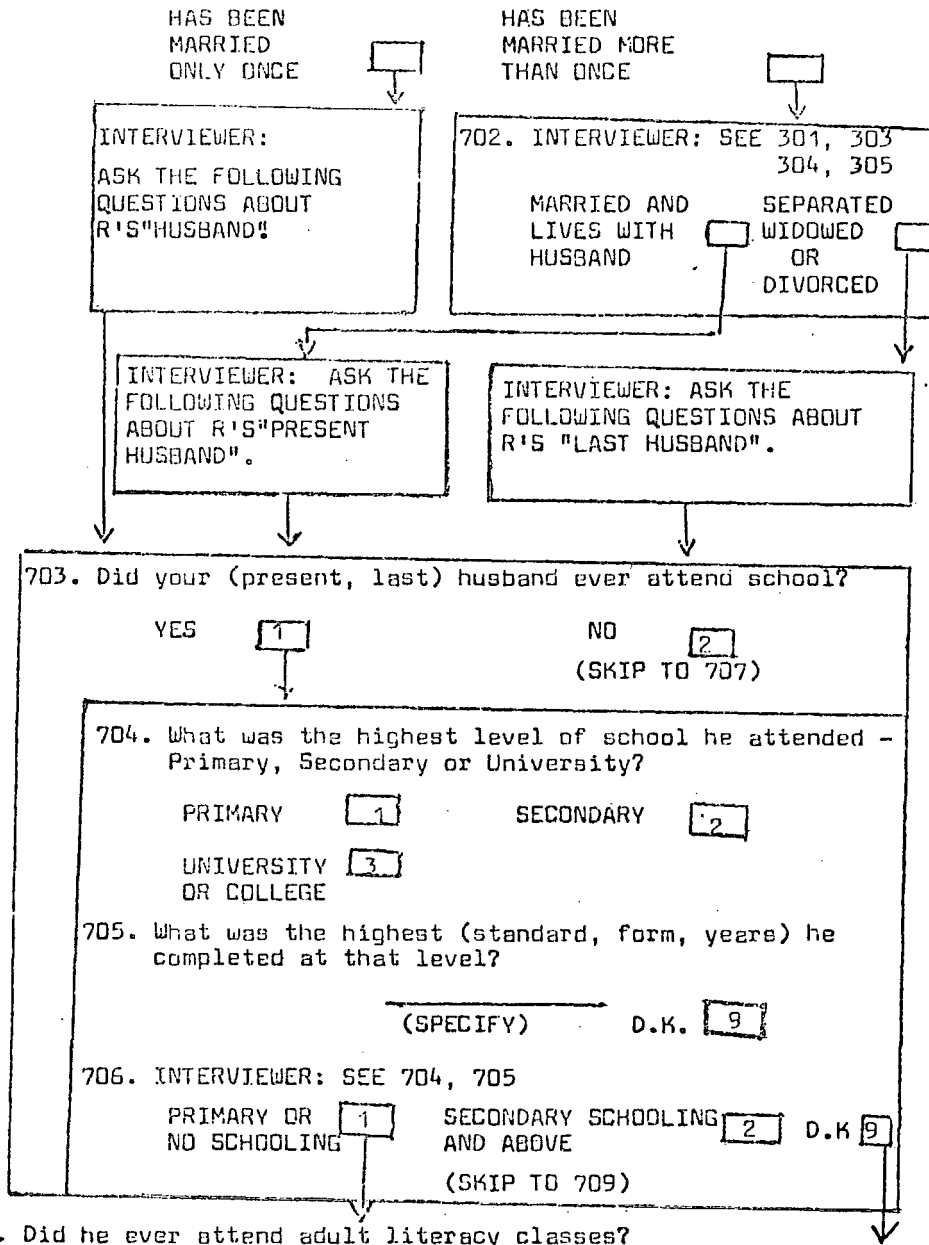 HAS BEEN
MARRIED
ONLY ONCE
HAS BEEN
MARRIED MORE
THAN ONCE
INTERVIEWER:
ASK THE FOLLOWING
QUESTIONS ABOUT
R'S"HUSBAND".
702. INTERVIEWER: SEE 301, 303
304, 305
MARRIED AND
LIVES WITH
HUSBAND
SEPARATED
WIDOWED
OR
DIVORCED
INTERVIEWER: ASK THE
FOLLOWING QUESTIONS
ABOUT R'S"PRESENT
HUSBAND".
INTERVIEWER: ASK THE
FOLLOWING QUESTIONS ABOUT
R'S "LAST HUSBAND".
703. Did your (present, last) husband ever attend school?
YES 1 NO 2
(SKIP TO 707)
704. What was the highest level of school he attended -
Primary, Secondary or University?
PRIMARY 1 SECONDARY 2
UNIVERSITY 3
OR COLLEGE
705. What was the highest (standard, form, years) he
completed at that level?
(SPECIFY) D.K. 9
706. INTERVIEWER: SEE 704, 705
PRIMARY OR 1 SECONDARY SCHOOLING 2 D.K 9
NO SCHOOLING AND ABOVE
(SKIP TO 709)
. Did he ever attend adult literacy classes?